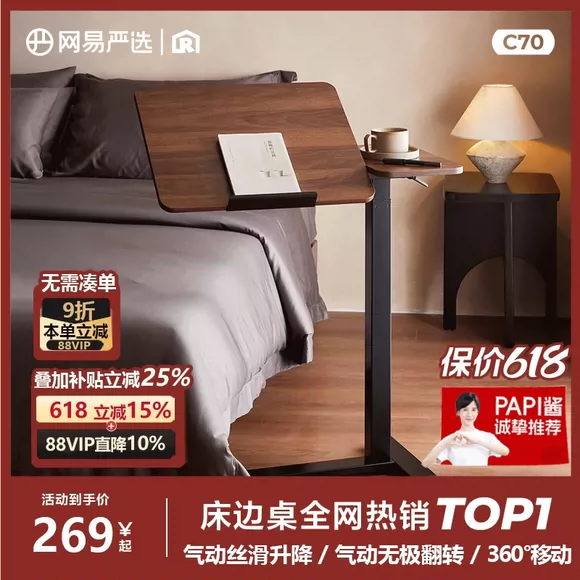 网易严选
C70
无需凑单
9折
本单立减
88VIP
叠加补贴立减25%
618 立减15%
+
88VIP直降10%
保价618
PAPI酱
诚挚推荐
活动到手价
269¥起
床边桌全网热销TOP1
气动丝滑升降 / 气动无极翻转 / 360°移动